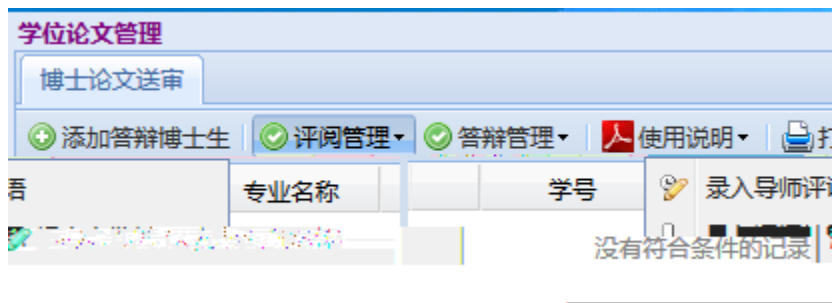 学位论文管理
博士论文送审
添加答辩博士生 评阅管理 答辩管理 使用说明
语 专业名称 学号 录入导师评
没有符合条件的记录